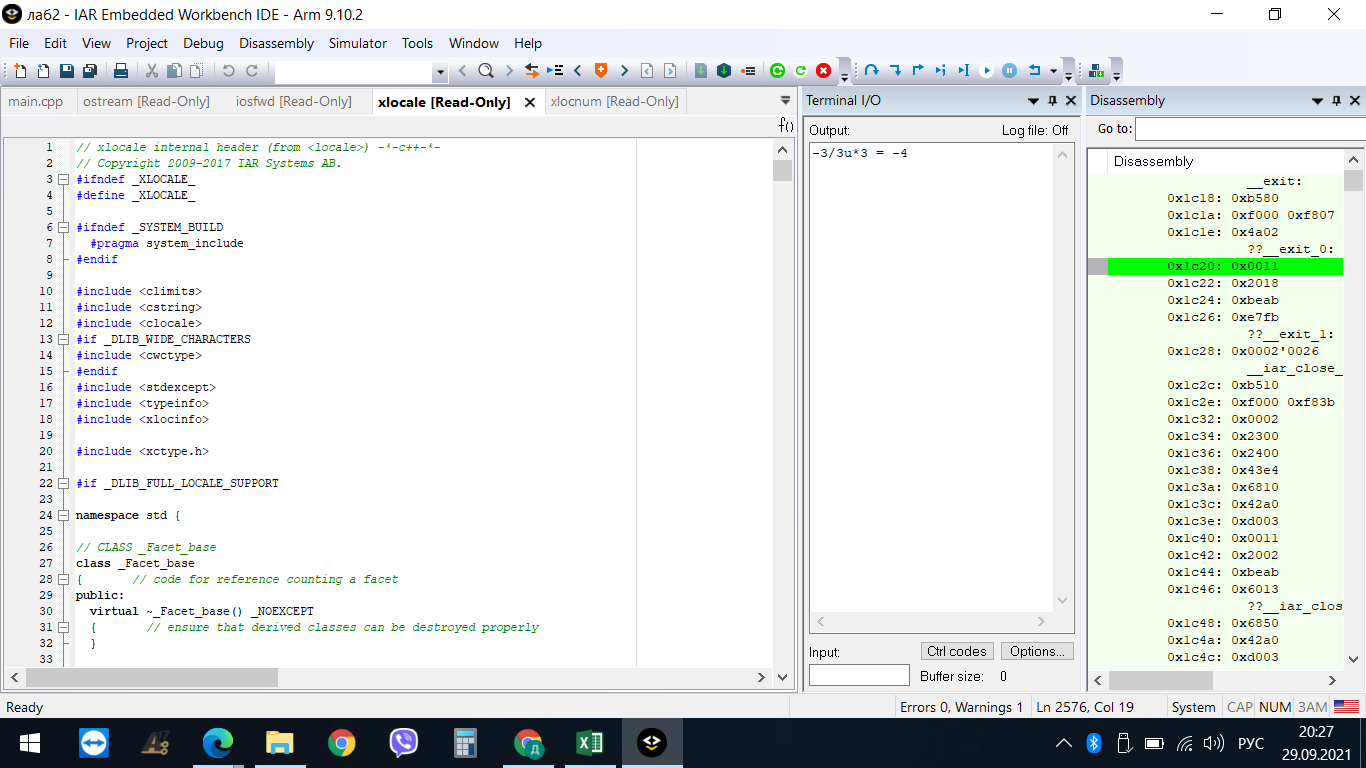 лаб2 - IAR Embedded Workbench IDE - Arm 9.10.2
File Edit View Project Debug Disassembly Simulator Tools Window Help
main.cpp ostream [Read-Only] iosfwd [Read-Only] xlocale [Read-Only] xlocnum [Read-Only]
f()
1 // xlocale internal header (from <locale>) -*-c++-*-
2 // Copyright 2009-2017 IAR Systems AB.
3 #ifndef _XLOCALE_
4 #define _XLOCALE_
5
6 #ifndef _SYSTEM_BUILD
7 #pragma system_include
8 #endif
9
10 #include <climits>
11 #include <cstring>
12 #include <clocale>
13 #if _DLIB_WIDE_CHARACTERS
14 #include <cwctype>
15 #endif
16 #include <stdexcept>
17 #include <typeinfo>
18 #include <xlocinfo>
19
20 #include <xctype.h>
21
22 #if _DLIB_FULL_LOCALE_SUPPORT
23
24 namespace std {
25
26 // CLASS _Facet_base
27 class _Facet_base
28 { // code for reference counting a facet
29 public:
30 virtual ~_Facet_base() _NOEXCEPT
31 { // ensure that derived classes can be destroyed properly
32 }
33
Terminal I/O
Output: Log file: Off
-3/3u*3 = -4
Input: Ctrl codes Options...
Buffer size: 0
Disassembly
Go to:
Disassembly
__exit:
0x1c18: 0xb580
0x1c1a: 0xf000 0xf807
0x1c1e: 0x4a02
??__exit_0:
0x1c20: 0x0011
0x1c22: 0x2018
0x1c24: 0xbeab
0x1c26: 0xe7fb
??__exit_1:
0x1c28: 0x0002'0026
__iar_close_
0x1c2c: 0xb510
0x1c2e: 0xf000 0xf83b
0x1c32: 0x0002
0x1c34: 0x2300
0x1c36: 0x2400
0x1c38: 0x43e4
0x1c3a: 0x6810
0x1c3c: 0x42a0
0x1c3e: 0xd003
0x1c40: 0x0011
0x1c42: 0x2002
0x1c44: 0xbeab
0x1c46: 0x6013
??__iar_clos
0x1c48: 0x6850
0x1c4a: 0x42a0
0x1c4c: 0xd003
Ready Errors 0, Warnings 1 Ln 2576, Col 19 System CAP NUM ЗАМ
РУС 20:27
29.09.2021